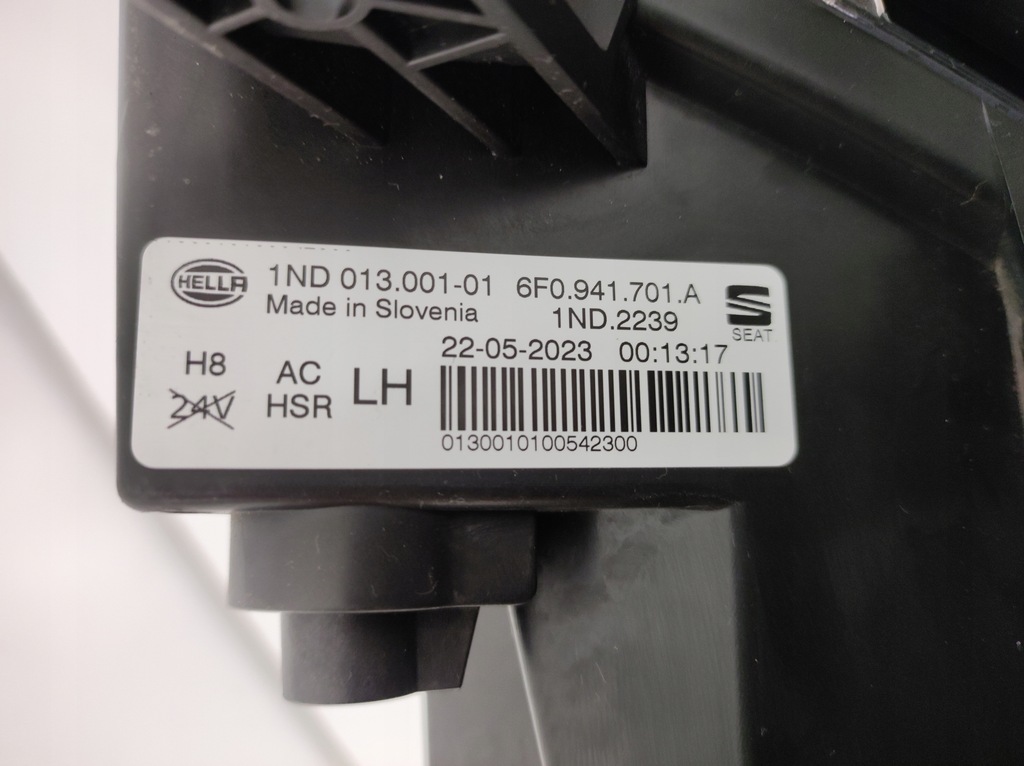 HELLA 1ND 013.001-01 6F0.941.701.A
Made in Slovenia 1ND.2239
SEAT
22-05-2023 00:13:17
H8 AC LH
24V HSR
0130010100542300